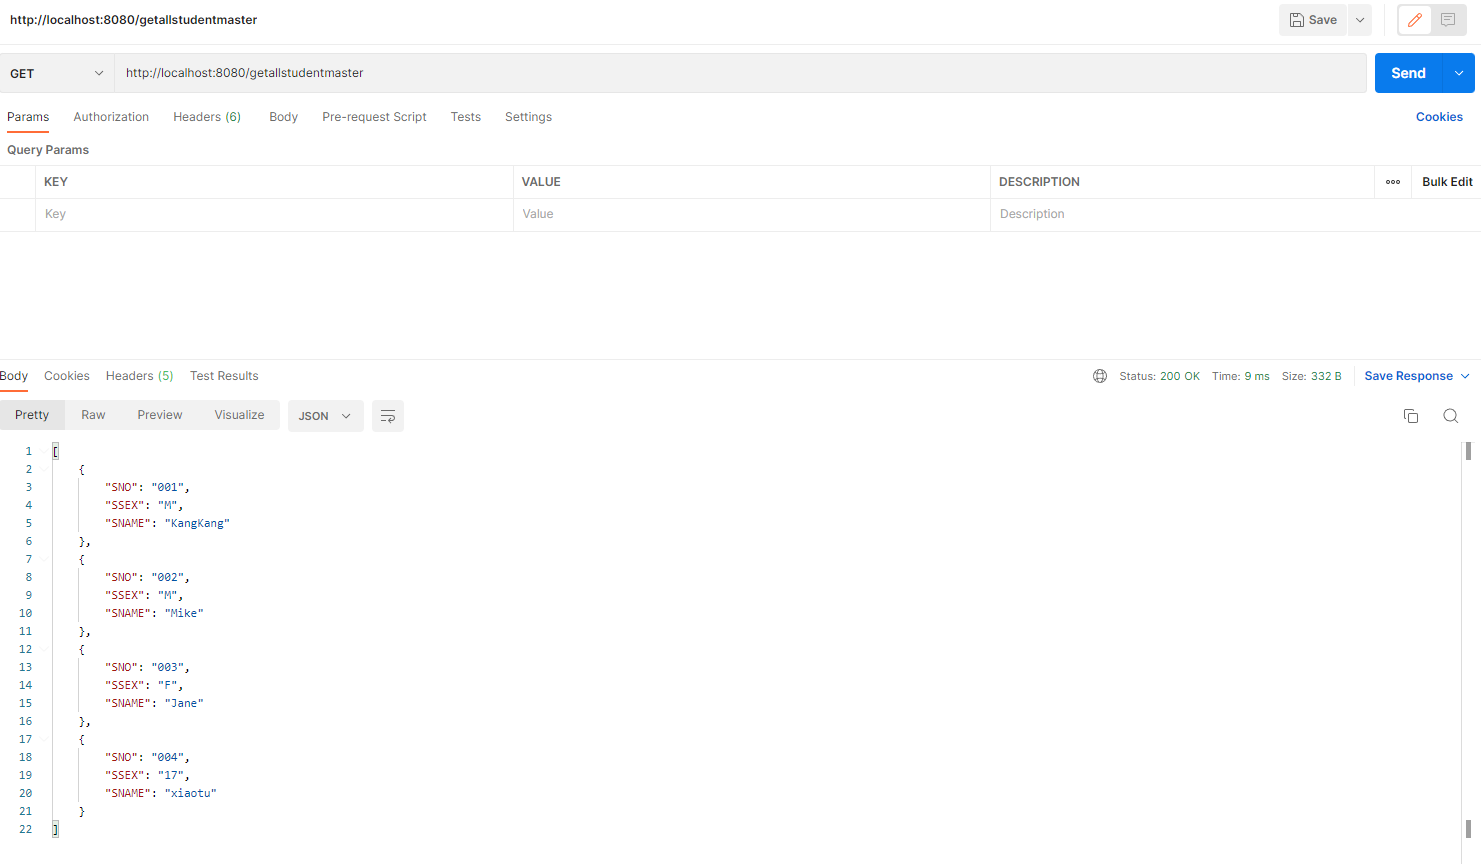 http://localhost:8080/getallstudentmaster Save
GET http://localhost:8080/getallstudentmaster Send
Params Authorization Headers (6) Body Pre-request Script Tests Settings Cookies
Query Params
KEY VALUE DESCRIPTION ooo Bulk Edit
Key Value Description
Body Cookies Headers (5) Test Results Status: 200 OK Time: 9 ms Size: 332 B Save Response
Pretty Raw Preview Visualize JSON
1 [
2 {
3 "SNO": "001",
4 "SSEX": "M",
5 "SNAME": "KangKang"
6 },
7 {
8 "SNO": "002",
9 "SSEX": "M",
10 "SNAME": "Mike"
11 },
12 {
13 "SNO": "003",
14 "SSEX": "F",
15 "SNAME": "Jane"
16 },
17 {
18 "SNO": "004",
19 "SSEX": "17",
20 "SNAME": "xiaotu"
21 }
22 ]